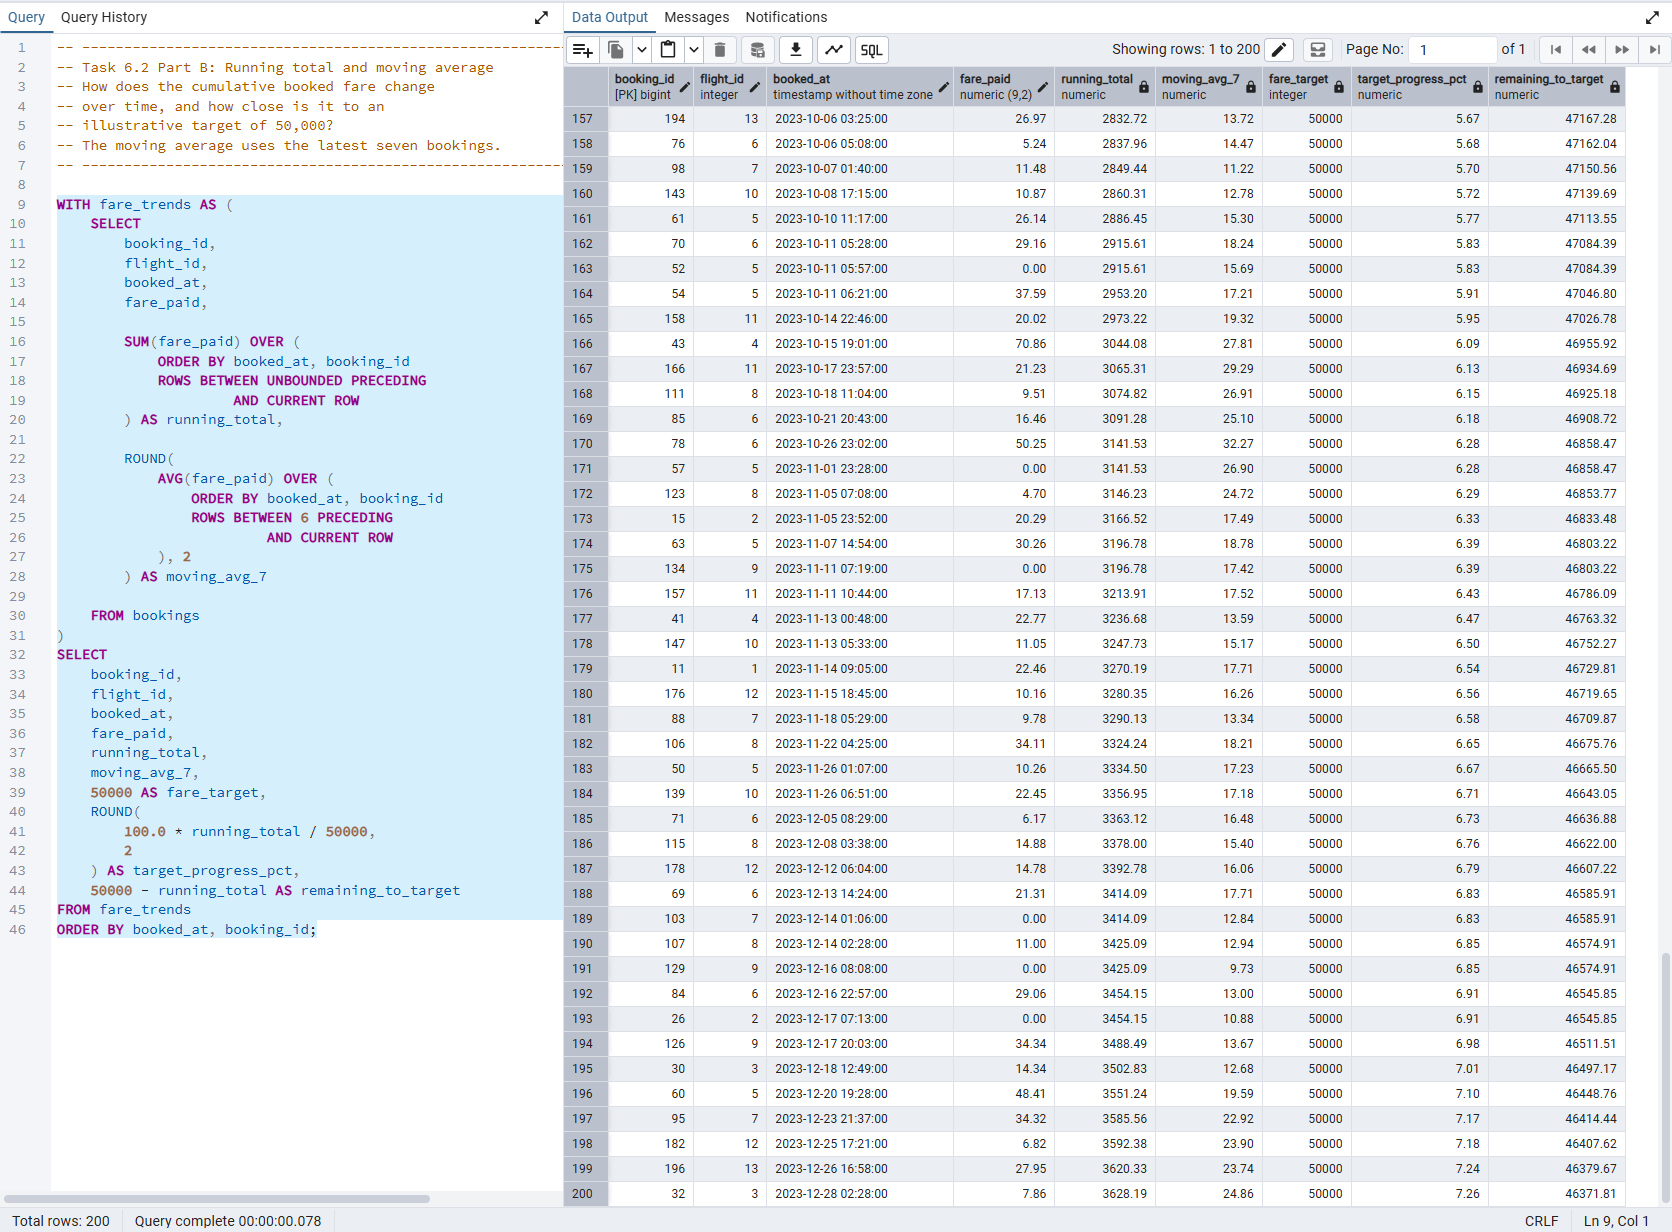 Query Query History
1
2 -- ---------------------------------------------------------
-- Task 6.2 Part B: Running total and moving average
3 -- How does the cumulative booked fare change
4 -- over time, and how close is it to an
5 -- illustrative target of 50,000?
6 -- The moving average uses the latest seven bookings.
7 -- ---------------------------------------------------------
8
9 WITH fare_trends AS (
10 SELECT
11 booking_id,
12 flight_id,
13 booked_at,
14 fare_paid,
15
16 SUM(fare_paid) OVER (
17 ORDER BY booked_at, booking_id
18 ROWS BETWEEN UNBOUNDED PRECEDING
19 AND CURRENT ROW
20 ) AS running_total,
21
22 ROUND(
23 AVG(fare_paid) OVER (
24 ORDER BY booked_at, booking_id
25 ROWS BETWEEN 6 PRECEDING
26 AND CURRENT ROW
27 ), 2
28 ) AS moving_avg_7
29
30 FROM bookings
31 )
32 SELECT
33 booking_id,
34 flight_id,
35 booked_at,
36 fare_paid,
37 running_total,
38 moving_avg_7,
39 50000 AS fare_target,
40 ROUND(
41 100.0 * running_total / 50000,
42 2
43 ) AS target_progress_pct,
44 50000 - running_total AS remaining_to_target
45 FROM fare_trends
46 ORDER BY booked_at, booking_id;
Data Output Messages Notifications
SQL Showing rows: 1 to 200 Page No: 1 of 1
booking_id flight_id booked_at fare_paid running_total moving_avg_7 fare_target target_progress_pct remaining_to_target
[PK] bigint integer timestamp without time zone numeric (9,2) numeric numeric integer numeric numeric
157 194 13 2023-10-06 03:25:00 26.97 2832.72 13.72 50000 5.67 47167.28
158 76 6 2023-10-06 05:08:00 5.24 2837.96 14.47 50000 5.68 47162.04
159 98 7 2023-10-07 01:40:00 11.48 2849.44 11.22 50000 5.70 47150.56
160 143 10 2023-10-08 17:15:00 10.87 2860.31 12.78 50000 5.72 47139.69
161 61 5 2023-10-10 11:17:00 26.14 2886.45 15.30 50000 5.77 47113.55
162 70 6 2023-10-11 05:28:00 29.16 2915.61 18.24 50000 5.83 47084.39
163 52 5 2023-10-11 05:57:00 0.00 2915.61 15.69 50000 5.83 47084.39
164 54 5 2023-10-11 06:21:00 37.59 2953.20 17.21 50000 5.91 47046.80
165 158 11 2023-10-14 22:46:00 20.02 2973.22 19.32 50000 5.95 47026.78
166 43 4 2023-10-15 19:01:00 70.86 3044.08 27.81 50000 6.09 46955.92
167 166 11 2023-10-17 23:57:00 21.23 3065.31 29.29 50000 6.13 46934.69
168 111 8 2023-10-18 11:04:00 9.51 3074.82 26.91 50000 6.15 46925.18
169 85 6 2023-10-21 20:43:00 16.46 3091.28 25.10 50000 6.18 46908.72
170 78 6 2023-10-26 23:02:00 50.25 3141.53 32.27 50000 6.28 46858.47
171 57 5 2023-11-01 23:28:00 0.00 3141.53 26.90 50000 6.28 46858.47
172 123 8 2023-11-05 07:08:00 4.70 3146.23 24.72 50000 6.29 46853.77
173 15 2 2023-11-05 23:52:00 20.29 3166.52 17.49 50000 6.33 46833.48
174 63 5 2023-11-07 14:54:00 30.26 3196.78 18.78 50000 6.39 46803.22
175 134 9 2023-11-11 07:19:00 0.00 3196.78 17.42 50000 6.39 46803.22
176 157 11 2023-11-11 10:44:00 17.13 3213.91 17.52 50000 6.43 46786.09
177 41 4 2023-11-13 00:48:00 22.77 3236.68 13.59 50000 6.47 46763.32
178 147 10 2023-11-13 05:33:00 11.05 3247.73 15.17 50000 6.50 46752.27
179 11 1 2023-11-14 09:05:00 22.46 3270.19 17.71 50000 6.54 46729.81
180 176 12 2023-11-15 18:45:00 10.16 3280.35 16.26 50000 6.56 46719.65
181 88 7 2023-11-18 05:29:00 9.78 3290.13 13.34 50000 6.58 46709.87
182 106 8 2023-11-22 04:25:00 34.11 3324.24 18.21 50000 6.65 46675.76
183 50 5 2023-11-26 01:07:00 10.26 3334.50 17.23 50000 6.67 46665.50
184 139 10 2023-11-26 06:51:00 22.45 3356.95 17.18 50000 6.71 46643.05
185 71 6 2023-12-05 08:29:00 6.17 3363.12 16.48 50000 6.73 46636.88
186 115 8 2023-12-08 03:38:00 14.88 3378.00 15.40 50000 6.76 46622.00
187 178 12 2023-12-12 06:04:00 14.78 3392.78 16.06 50000 6.79 46607.22
188 69 6 2023-12-13 14:24:00 21.31 3414.09 17.71 50000 6.83 46585.91
189 103 7 2023-12-14 01:06:00 0.00 3414.09 12.84 50000 6.83 46585.91
190 107 8 2023-12-14 02:28:00 11.00 3425.09 12.94 50000 6.85 46574.91
191 129 9 2023-12-16 08:08:00 0.00 3425.09 9.73 50000 6.85 46574.91
192 84 6 2023-12-16 22:57:00 29.06 3454.15 13.00 50000 6.91 46545.85
193 26 2 2023-12-17 07:13:00 0.00 3454.15 10.88 50000 6.91 46545.85
194 126 9 2023-12-17 20:03:00 34.34 3488.49 13.67 50000 6.98 46511.51
195 30 3 2023-12-18 12:49:00 14.34 3502.83 12.68 50000 7.01 46497.17
196 60 5 2023-12-20 19:28:00 48.41 3551.24 19.59 50000 7.10 46448.76
197 95 7 2023-12-23 21:37:00 34.32 3585.56 22.92 50000 7.17 46414.44
198 182 12 2023-12-25 17:21:00 6.82 3592.38 23.90 50000 7.18 46407.62
199 196 13 2023-12-26 16:58:00 27.95 3620.33 23.74 50000 7.24 46379.67
200 32 3 2023-12-28 02:28:00 7.86 3628.19 24.86 50000 7.26 46371.81
Total rows: 200 Query complete 00:00:00.078 CRLF Ln 9, Col 1